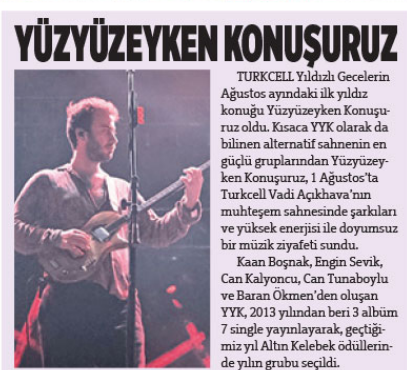 YÜZYÜZEYKEN KONUŞURUZ
TURKCELL Yıldızlı Gecelerin
Ağustos ayındaki ilk yıldız
konuğu Yüzyüzeyken Konuşu-
ruz oldu. Kısaca YYK olarak da
bilinen alternatif sahnenin en
güçlü gruplarından Yüzyüzey-
ken Konuşuruz, 1 Ağustos'ta
Turkcell Vadi Açıkhava'nın
muhteşem sahnesinde şarkıları
ve yüksek enerjisi ile doyumsuz
bir müzik ziyafeti sundu.
Kaan Boşnak, Engin Sevik,
Can Kalyoncu, Can Tunaboylu
ve Baran Ökmen'den oluşan
YYK, 2013 yılından beri 3 albüm
7 single yayınlayarak, geçtiği-
miz yıl Altın Kelebek ödüllerin-
de yılın grubu seçildi.